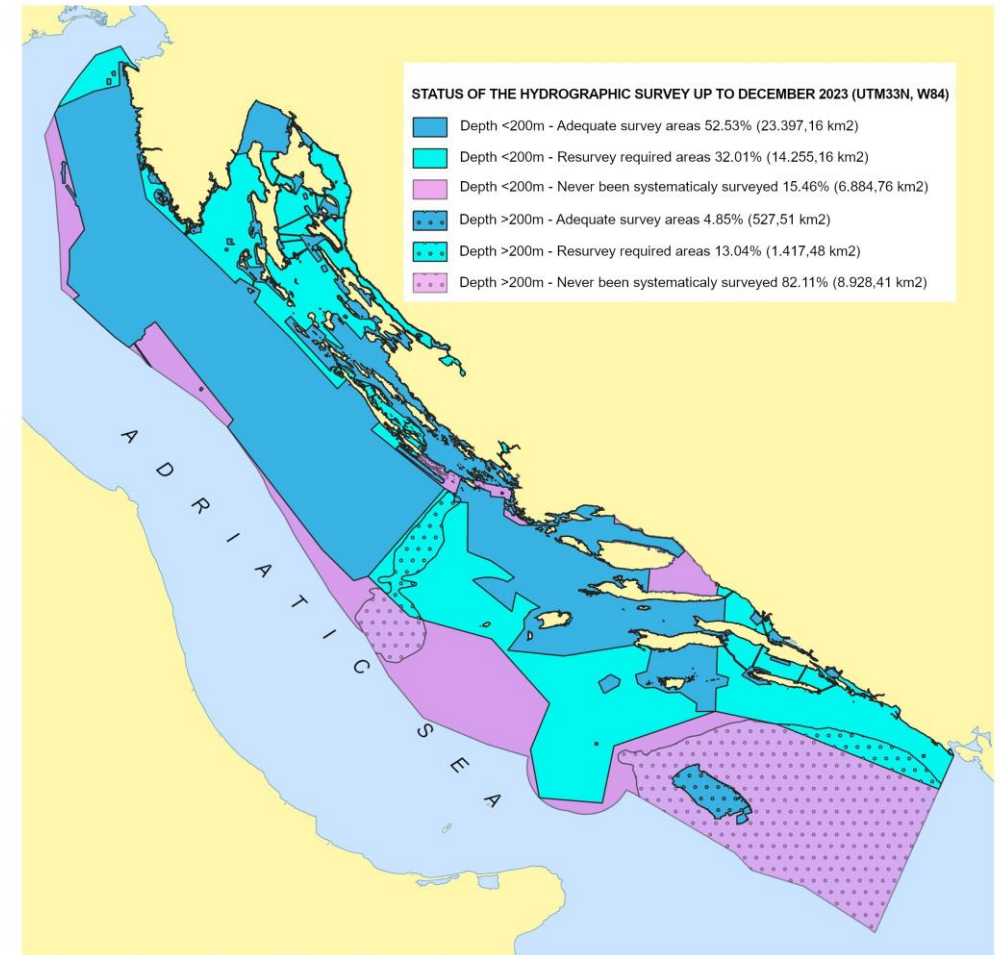 STATUS OF THE HYDROGRAPHIC SURVEY UP TO DECEMBER 2023 (UTM33N, W84)
Depth <200m - Adequate survey areas 52.53% (23.397,16 km2)
Depth <200m - Resurvey required areas 32.01% (14.255,16 km2)
Depth <200m - Never been systematicaly surveyed 15.46% (6.884,76 km2)
Depth >200m - Adequate survey areas 4.85% (527,51 km2)
Depth >200m - Resurvey required areas 13.04% (1.417,48 km2)
Depth >200m - Never been systematicaly surveyed 82.11% (8.928,41 km2)
ADRIATIC SEA